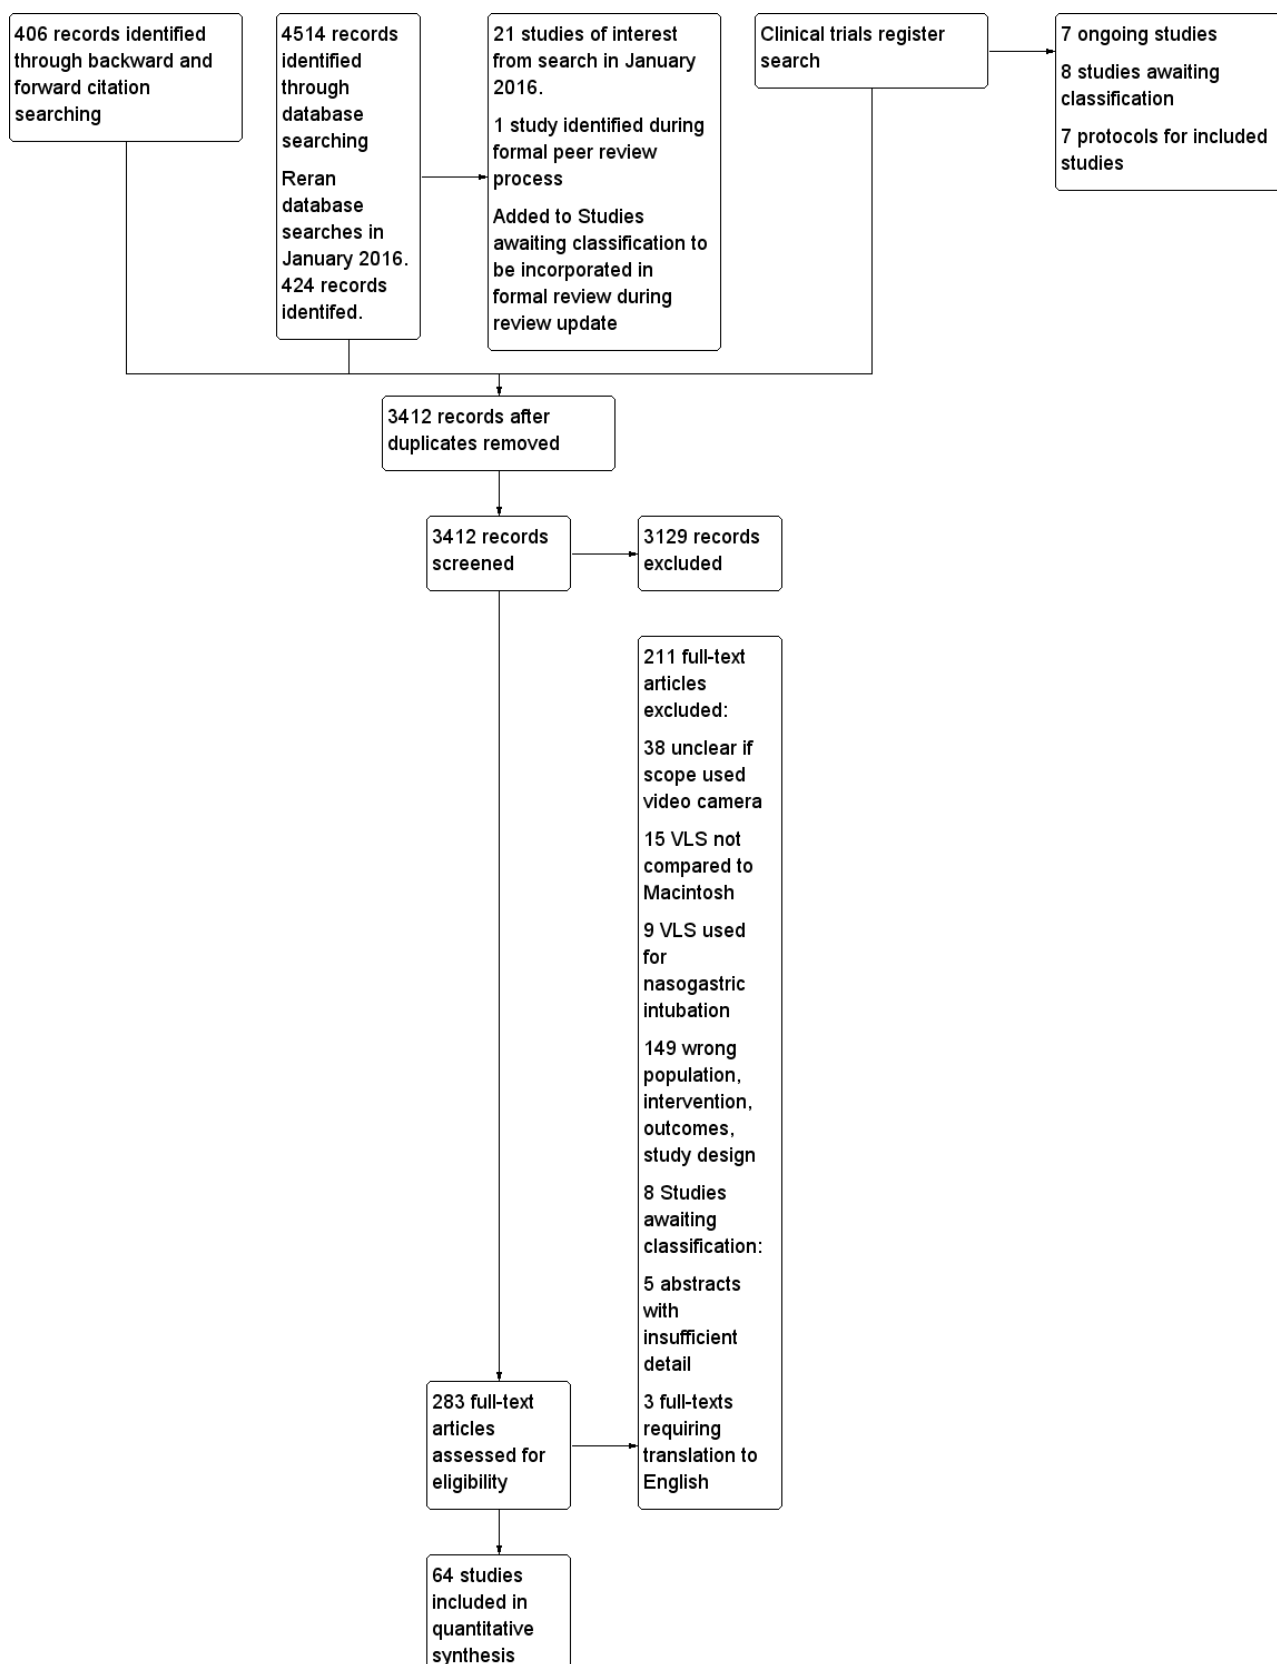 406 records identified
through backward and
forward citation
searching
4514 records
identified
through
database
searching
Reran
database
searches in
January 2016.
424 records
identifed.
21 studies of interest
from search in January
2016.
1 study identified during
formal peer review
process
Added to Studies
awaiting classification to
be incorporated in
formal review during
review update
Clinical trials register
search
7 ongoing studies
8 studies awaiting
classification
7 protocols for included
studies
3412 records after
duplicates removed
3412 records
screened
3129 records
excluded
211 full-text
articles
excluded:
38 unclear if
scope used
video camera
15 VLS not
compared to
Macintosh
9 VLS used
for
nasogastric
intubation
149 wrong
population,
intervention,
outcomes,
study design
8 Studies
awaiting
classification:
5 abstracts
with
insufficient
detail
3 full-texts
requiring
translation to
English
283 full-text
articles
assessed for
eligibility
64 studies
included in
quantitative
synthesis